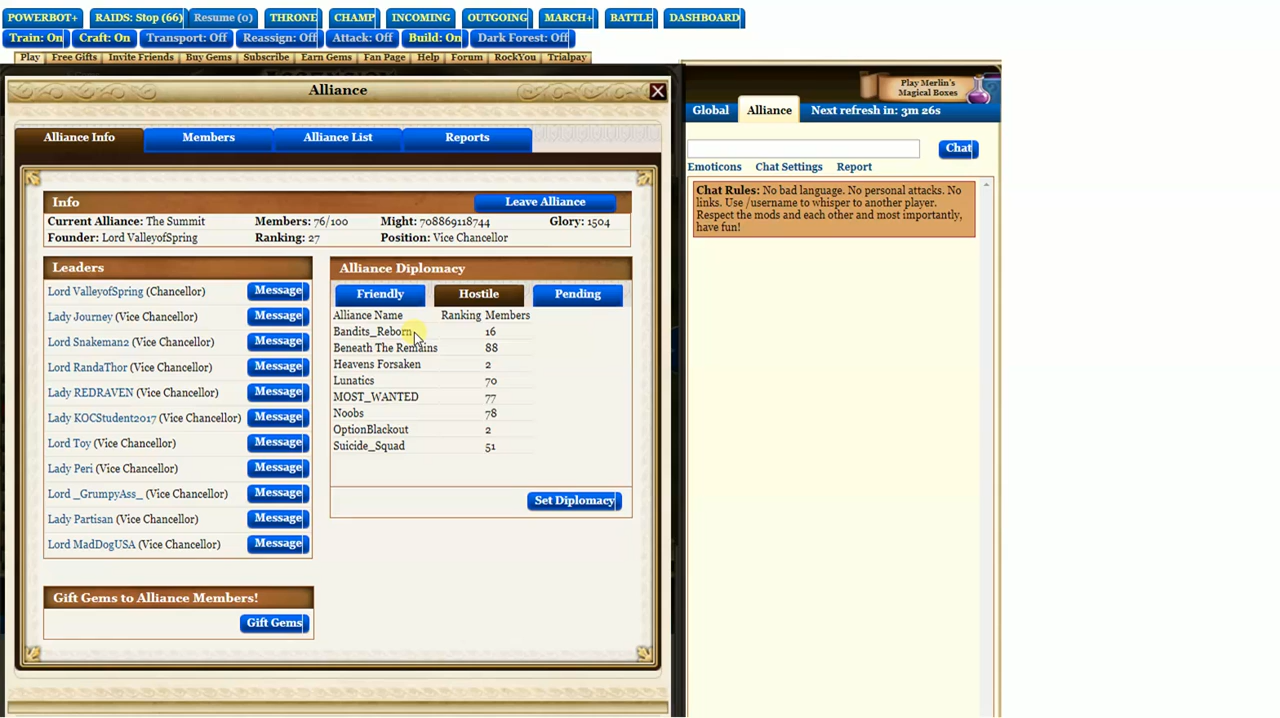 POWERBOT+ RAIDS: Stop (66) Resume (0) THRONE CHAMP INCOMING OUTGOING MARCH+ BATTLE DASHBOARD
Train: On Craft: On Transport: Off Reassign: Off Attack: Off Build: On Dark Forest: Off
Play Free Gifts Invite Friends Buy Gems Subscribe Earn Gems Fan Page Help Forum RockYou Trialpay
Alliance
Alliance Info Members Alliance List Reports
Info Leave Alliance
Current Alliance: The Summit Members: 76/100 Might: 708869118744 Glory: 1504
Founder: Lord ValleyofSpring Ranking: 27 Position: Vice Chancellor
Leaders
Lord ValleyofSpring (Chancellor) Message
Lady Journey (Vice Chancellor) Message
Lord Snakeman2 (Vice Chancellor) Message
Lord RandaThor (Vice Chancellor) Message
Lady REDRAVEN (Vice Chancellor) Message
Lady KOCStudent2017 (Vice Chancellor) Message
Lord Toy (Vice Chancellor) Message
Lady Peri (Vice Chancellor) Message
Lord _GrumpyAss_ (Vice Chancellor) Message
Lady Partisan (Vice Chancellor) Message
Lord MadDogUSA (Vice Chancellor) Message
Alliance Diplomacy
Friendly Hostile Pending
Alliance Name Ranking Members
Bandits_Reborn 16
Beneath The Remains 88
Heavens Forsaken 2
Lunatics 70
MOST_WANTED 77
Noobs 78
OptionBlackout 2
Suicide_Squad 51
Set Diplomacy
Gift Gems to Alliance Members!
Gift Gems
Play Merlin's
Magical Boxes
Global Alliance Next refresh in: 3m 26s
Chat
Emoticons Chat Settings Report
Chat Rules: No bad language. No personal attacks. No
links. Use /username to whisper to another player.
Respect the mods and each other and most importantly,
have fun!